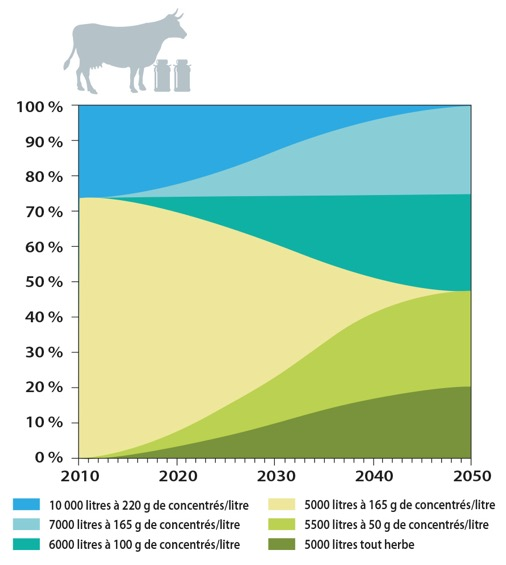 100 %
90 %
80 %
70 %
60 %
50 %
40 %
30 %
20 %
10 %
0 %
2010 2020 2030 2040 2050
10 000 litres à 220 g de concentrés/litre
7000 litres à 165 g de concentrés/litre
6000 litres à 100 g de concentrés/litre
5000 litres à 165 g de concentrés/litre
5500 litres à 50 g de concentrés/litre
5000 litres tout herbe